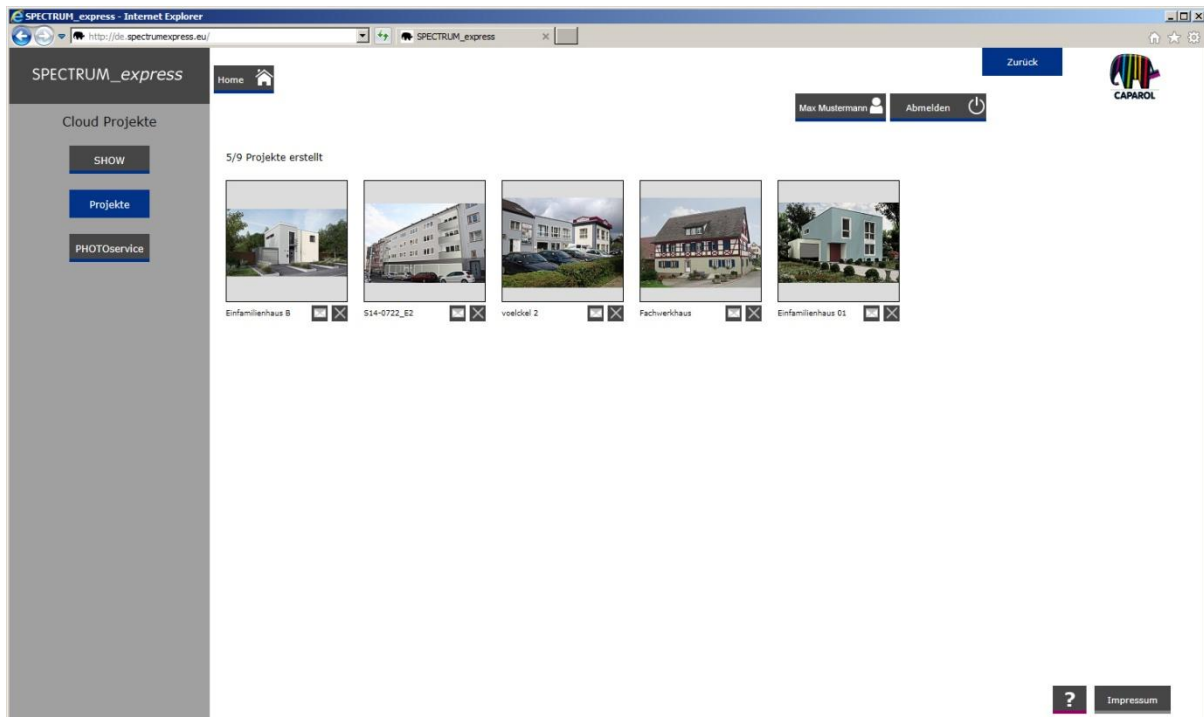 SPECTRUM_express - Internet Explorer
http://de.spectrumexpress.eu/
SPECTRUM_express
SPECTRUM_express
Home
Zurück
CAPAROL
Max Mustermann
Abmelden
Cloud Projekte
SHOW
Projekte
PHOTOservice
5/9 Projekte erstellt
Einfamilienhaus B
S14-0722_E2
voelckel 2
Fachwerkhaus
Einfamilienhaus 01
?
Impressum